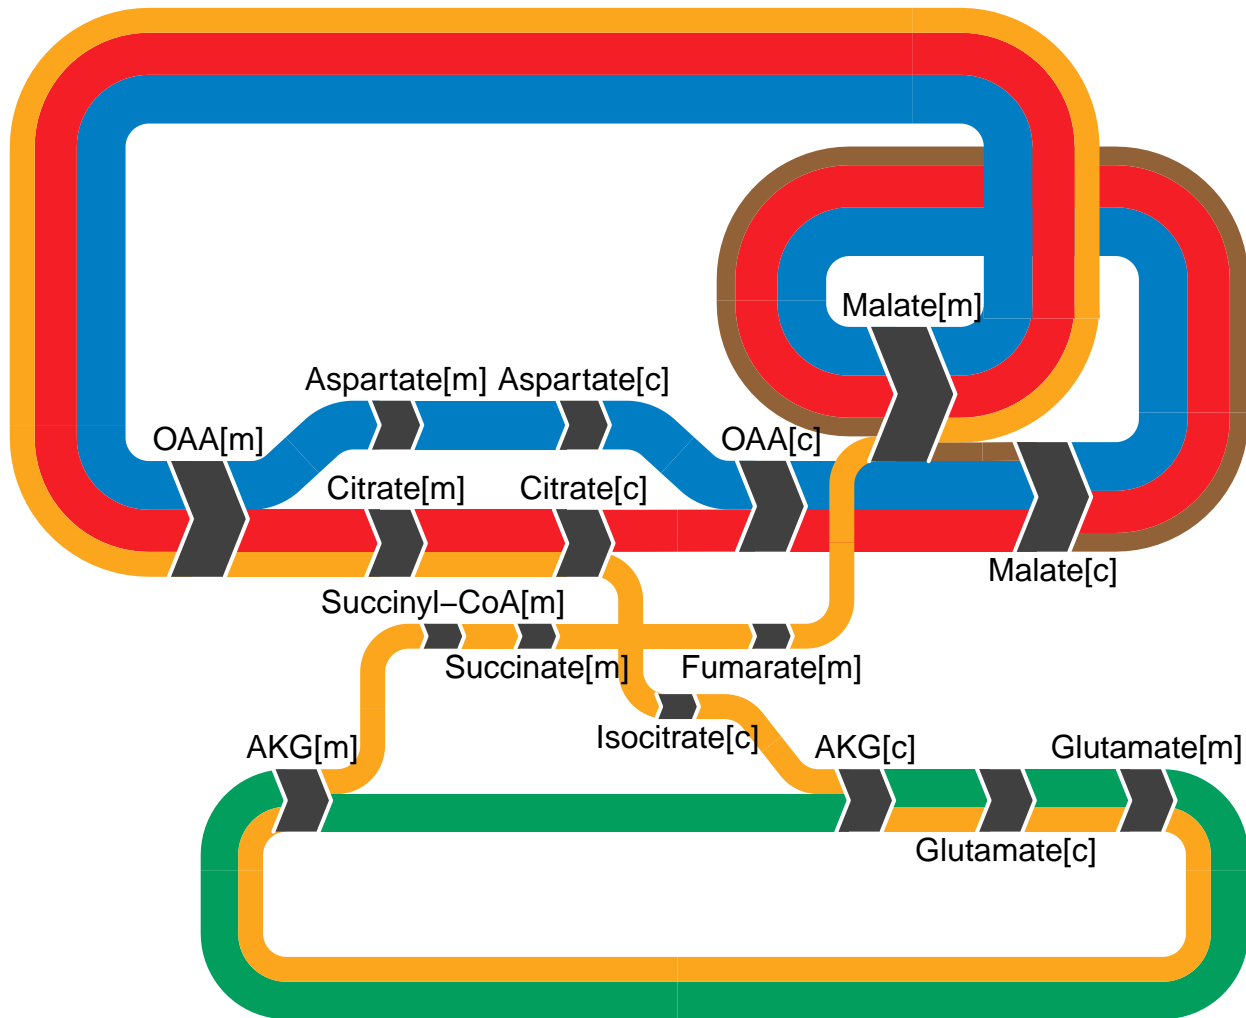 Malate[m]
Aspartate[m] Aspartate[c]
OAA[m]
OAA[c]
Citrate[m]
Citrate[c]
Malate[c]
Succinyl−CoA[m]
Succinate[m]
Fumarate[m]
Isocitrate[c]
AKG[m]
AKG[c]
Glutamate[m]
Glutamate[c]